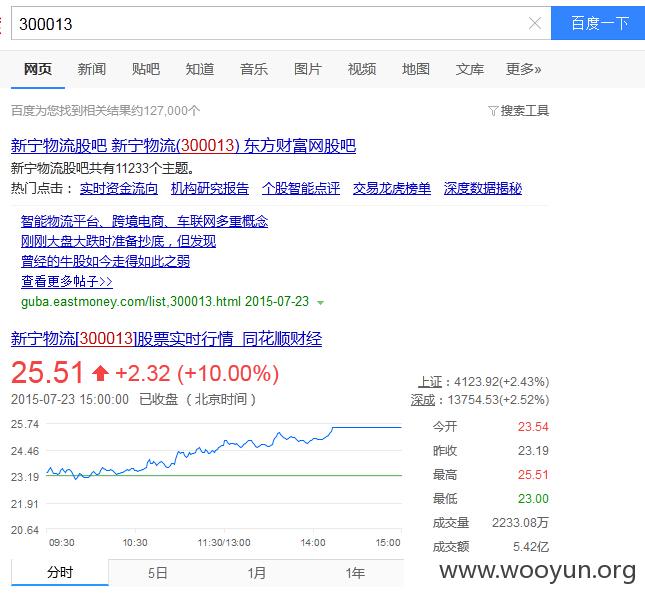 300013
百度一下
网页 新闻 贴吧 知道 音乐 图片 视频 地图 文库 更多»
百度为您找到相关结果约127,000个
搜索工具
新宁物流股吧_新宁物流(300013)_东方财富网股吧
新宁物流股吧共有11233个主题。
热门点击： 实时资金流向 机构研究报告 个股智能点评 交易龙虎榜单 深度数据揭秘
智能物流平台、跨境电商、车联网多重概念
刚刚大盘大跌时准备抄底，但发现
曾经的牛股如今走得如此之弱
查看更多帖子>>
guba.eastmoney.com/list,300013.html 2015-07-23
新宁物流[300013]股票实时行情_同花顺财经
25.51 +2.32 (+10.00%)
2015-07-23 15:00:00 已收盘 ( 北京时间 )
上证：4123.92(+2.43%)
深成：13754.53(+2.52%)
25.74
24.46
23.19
21.91
20.64
09:30 10:30 11:30/13:00 14:00 15:00
今开 23.54
昨收 23.19
最高 25.51
最低 23.00
成交量 2233.08万
成交额 5.42亿
分时 5日 1月 1年
www.wooyun.org